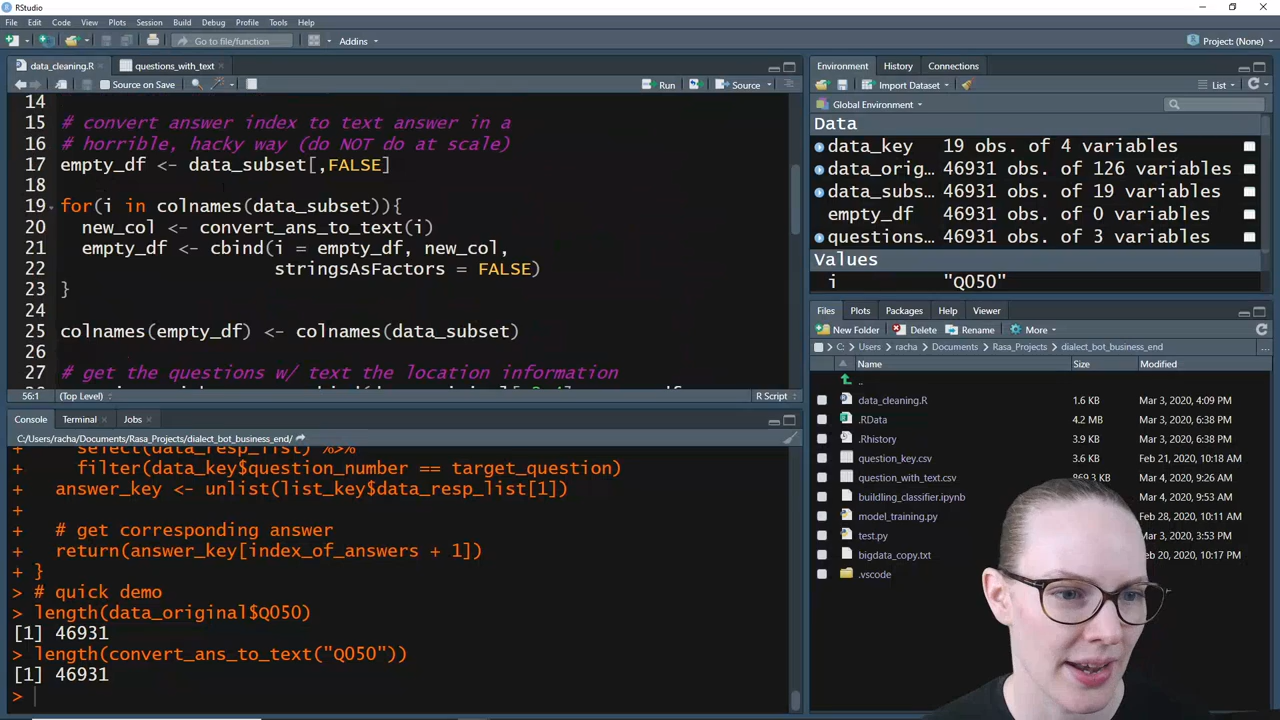 RStudio
File Edit Code View Plots Session Build Debug Profile Tools Help
Go to file/function Addins Project: (None)
data_cleaning.R questions_with_text
Source on Save Run Source
14
15 # convert answer index to text answer in a
16 # horrible, hacky way (do NOT do at scale)
17 empty_df <- data_subset[,FALSE]
18
19 for(i in colnames(data_subset)){
20 new_col <- convert_ans_to_text(i)
21 empty_df <- cbind(i = empty_df, new_col,
22 stringsAsFactors = FALSE)
23 }
24
25 colnames(empty_df) <- colnames(data_subset)
26
27 # get the questions w/ text the location information
56:1 (Top Level) R Script
Console Terminal Jobs
C:/Users/racha/Documents/Rasa_Projects/dialect_bot_business_end/
+ select(data_resp_list) %>%
+ filter(data_key$question_number == target_question)
+ answer_key <- unlist(list_key$data_resp_list[1])
+
+ # get corresponding answer
+ return(answer_key[index_of_answers + 1])
+ }
> # quick demo
> length(data_original$Q050)
[1] 46931
> length(convert_ans_to_text("Q050"))
[1] 46931
>
Environment History Connections
Import Dataset List
Global Environment
Data
data_key 19 obs. of 4 variables
data_orig... 46931 obs. of 126 variables
data_subs... 46931 obs. of 19 variables
empty_df 46931 obs. of 0 variables
questions... 46931 obs. of 3 variables
Values
i "Q050"
Files Plots Packages Help Viewer
New Folder Delete Rename More
C: Users racha Documents Rasa_Projects dialect_bot_business_end ...
Name Size Modified
..
data_cleaning.R 1.6 KB Mar 3, 2020, 4:09 PM
.RData 4.2 MB Mar 3, 2020, 6:38 PM
.Rhistory 3.9 KB Mar 3, 2020, 6:38 PM
question_key.csv 3.6 KB Feb 21, 2020, 10:18 AM
question_with_text.csv 869.3 KB Mar 4, 2020, 9:26 AM
buildling_classifier.ipynb Mar 4, 2020, 9:53 AM
model_training.py Feb 28, 2020, 10:11 AM
test.py 2020, 3:53 PM
bigdata_copy.txt 20, 2020, 10:17 PM
.vscode